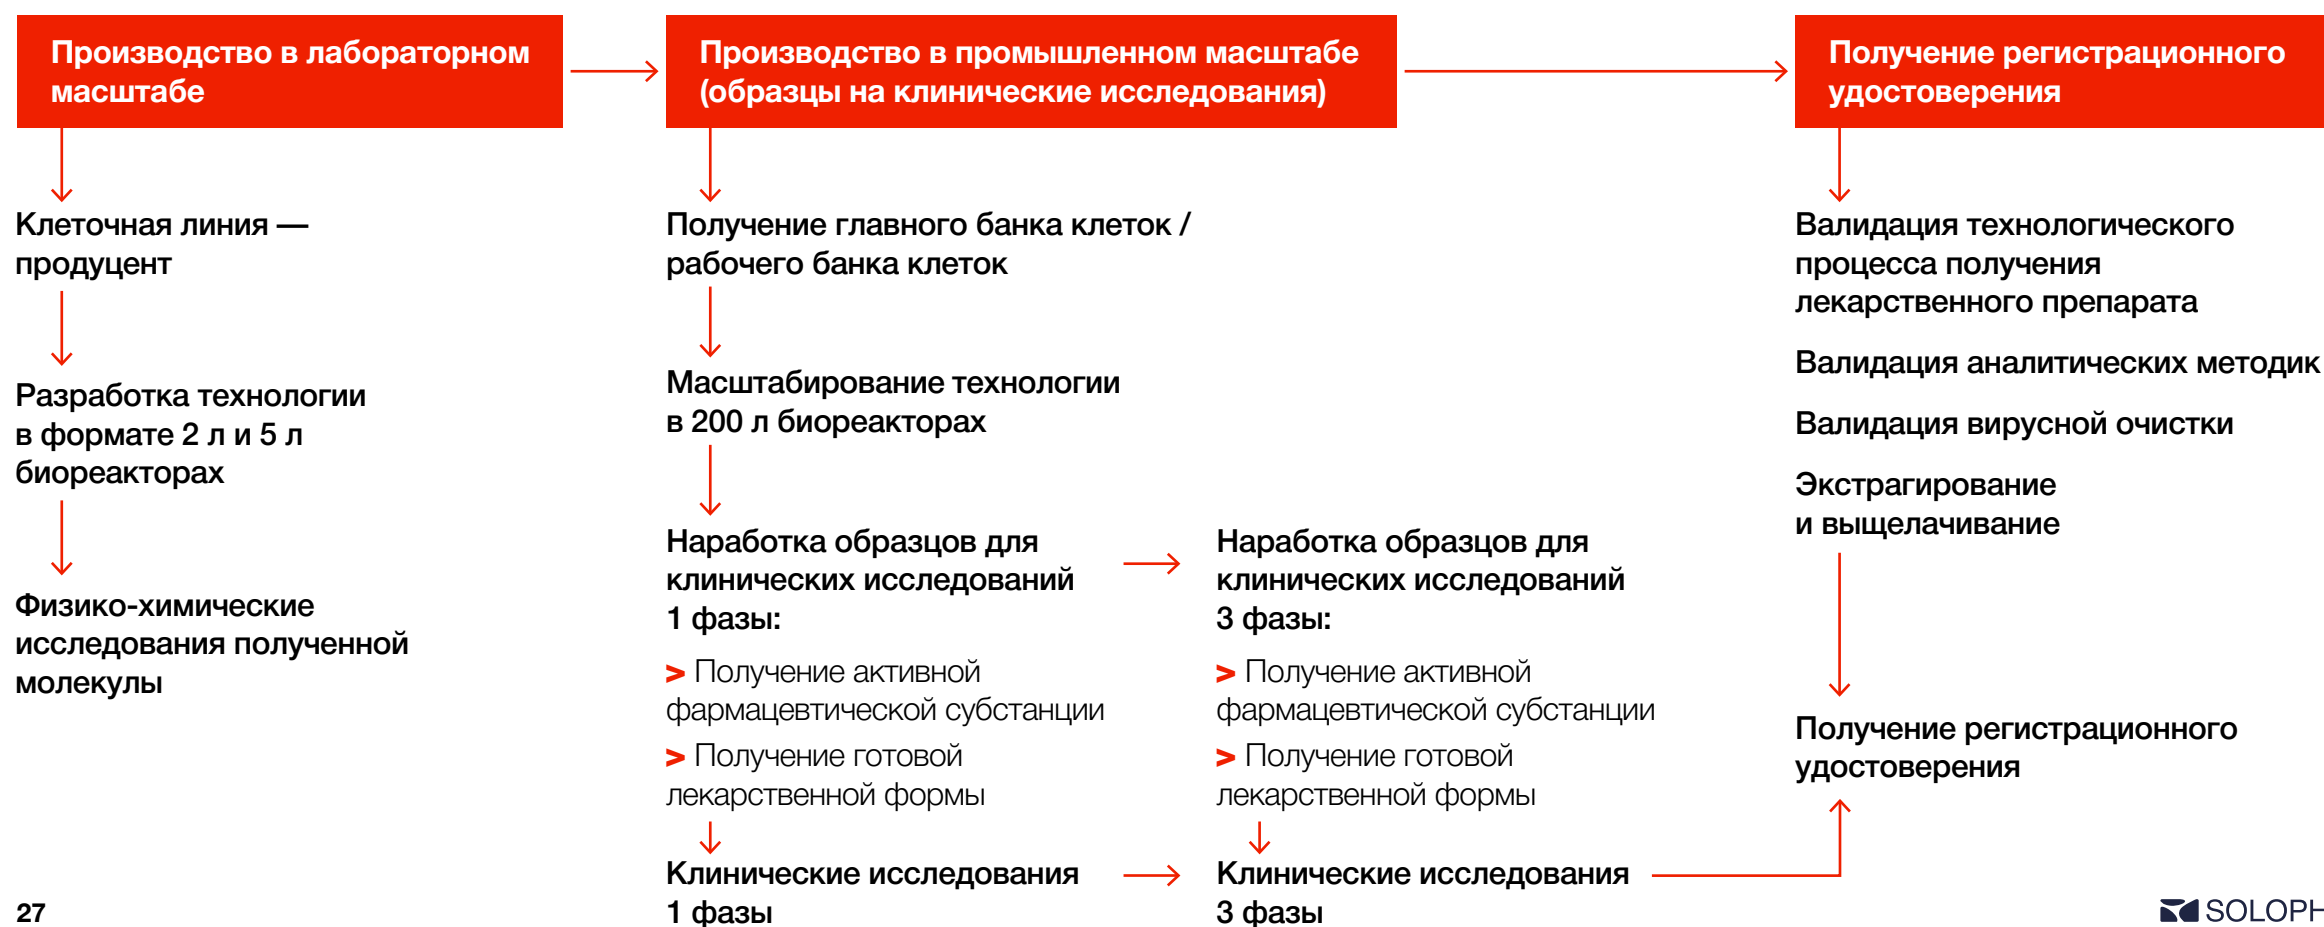 Производство в лабораторном
масштабе
Производство в промышленном масштабе
(образцы на клинические исследования)
Получение регистрационного
удостоверения
Клеточная линия —
продуцент
Разработка технологии
в формате 2 л и 5 л
биореакторах
Физико-химические
исследования полученной
молекулы
Получение главного банка клеток /
рабочего банка клеток
Масштабирование технологии
в 200 л биореакторах
Наработка образцов для
клинических исследований
1 фазы:
> Получение активной
фармацевтической субстанции
> Получение готовой
лекарственной формы
Клинические исследования
1 фазы
Наработка образцов для
клинических исследований
3 фазы:
> Получение активной
фармацевтической субстанции
> Получение готовой
лекарственной формы
Клинические исследования
3 фазы
Валидация технологического
процесса получения
лекарственного препарата
Валидация аналитических методик
Валидация вирусной очистки
Экстрагирование
и выщелачивание
Получение регистрационного
удостоверения
27
SOLOPH